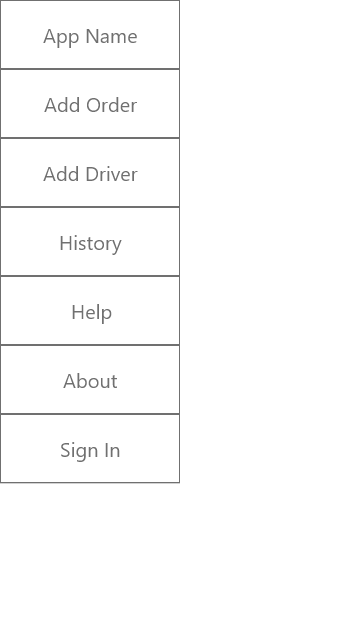 App Name
Add Order
Add Driver
History
Help
About
Sign In